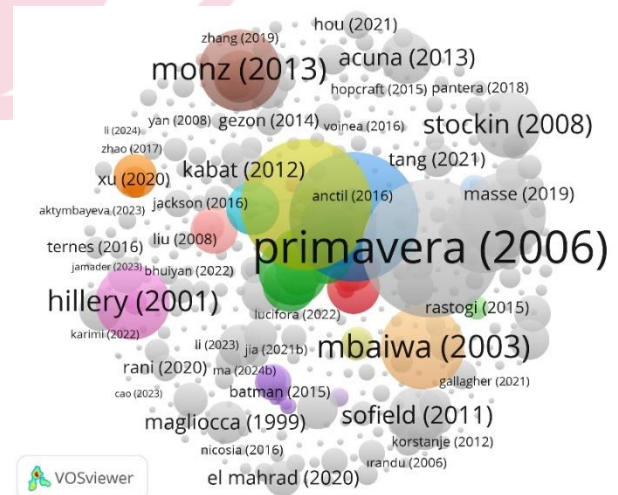 hou (2021)
zhang (2019)
monz (2013)
acuna (2013)
hopcraft (2015)
pantera (2018)
yan (2008)
gezon (2014)
voinea (2016)
stockin (2008)
li (2024)
zhao (2017)
xu (2020)
kabat (2012)
tang (2021)
anctil (2016)
masse (2019)
aktymbayeva (2023)
jackson (2016)
ternes (2016)
liu (2008)
primavera (2006)
jamader (2023)
bhuiyan (2022)
hillery (2001)
lucifora (2022)
rastogi (2015)
karimi (2022)
li (2023)
jia (2021b)
mbaiwa (2003)
rani (2020)
ma (2024b)
gallagher (2021)
cao (2023)
batman (2015)
magliocca (1999)
sofield (2011)
korstanje (2012)
nicosia (2016)
irandu (2006)
el mahrad (2020)
VOSviewer